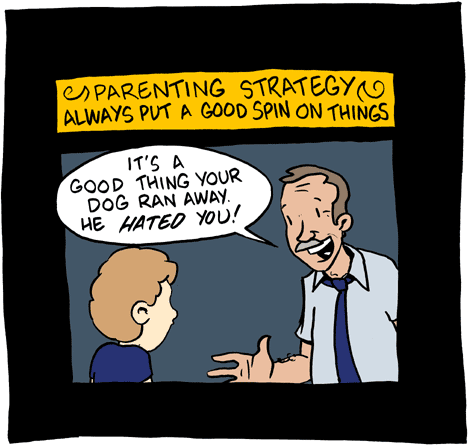 PARENTING STRATEGY
ALWAYS PUT A GOOD SPIN ON THINGS
IT'S A
GOOD THING YOUR
DOG RAN AWAY.
HE HATED YOU!